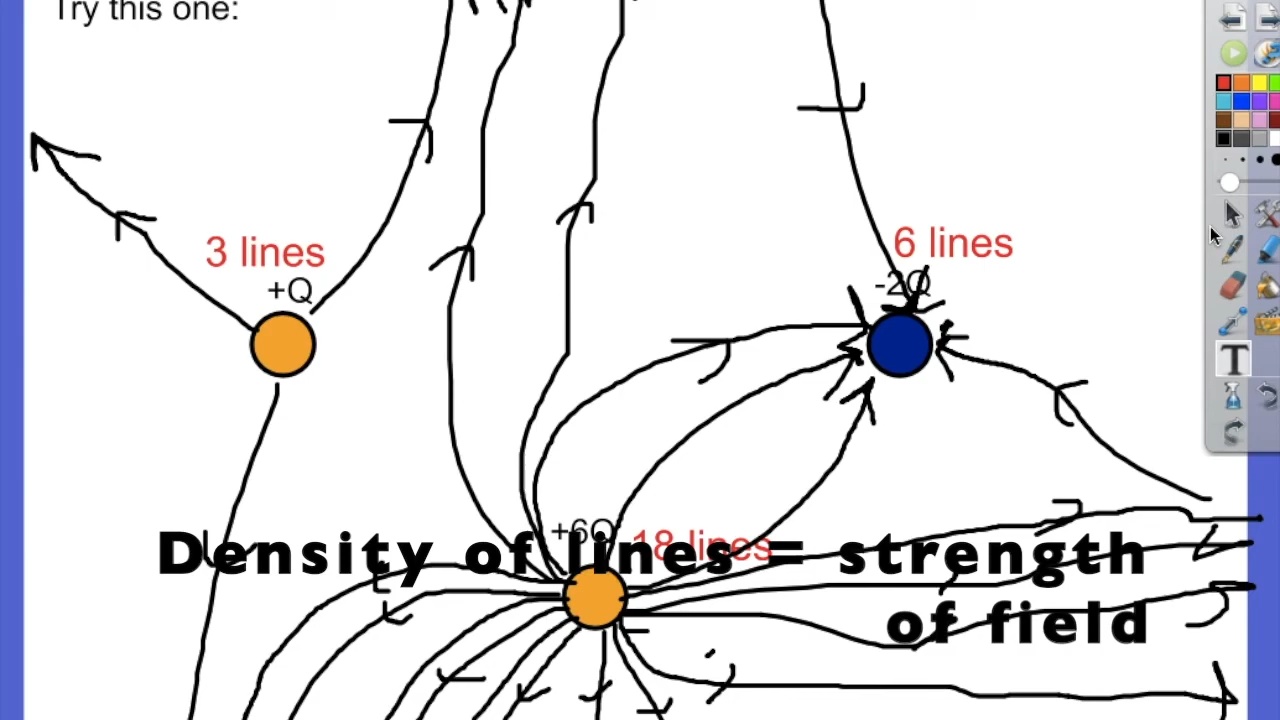 Try this one:
3 lines
+Q
6 lines
-2Q
+6Q
18 lines
Density of lines = strength
of field
T